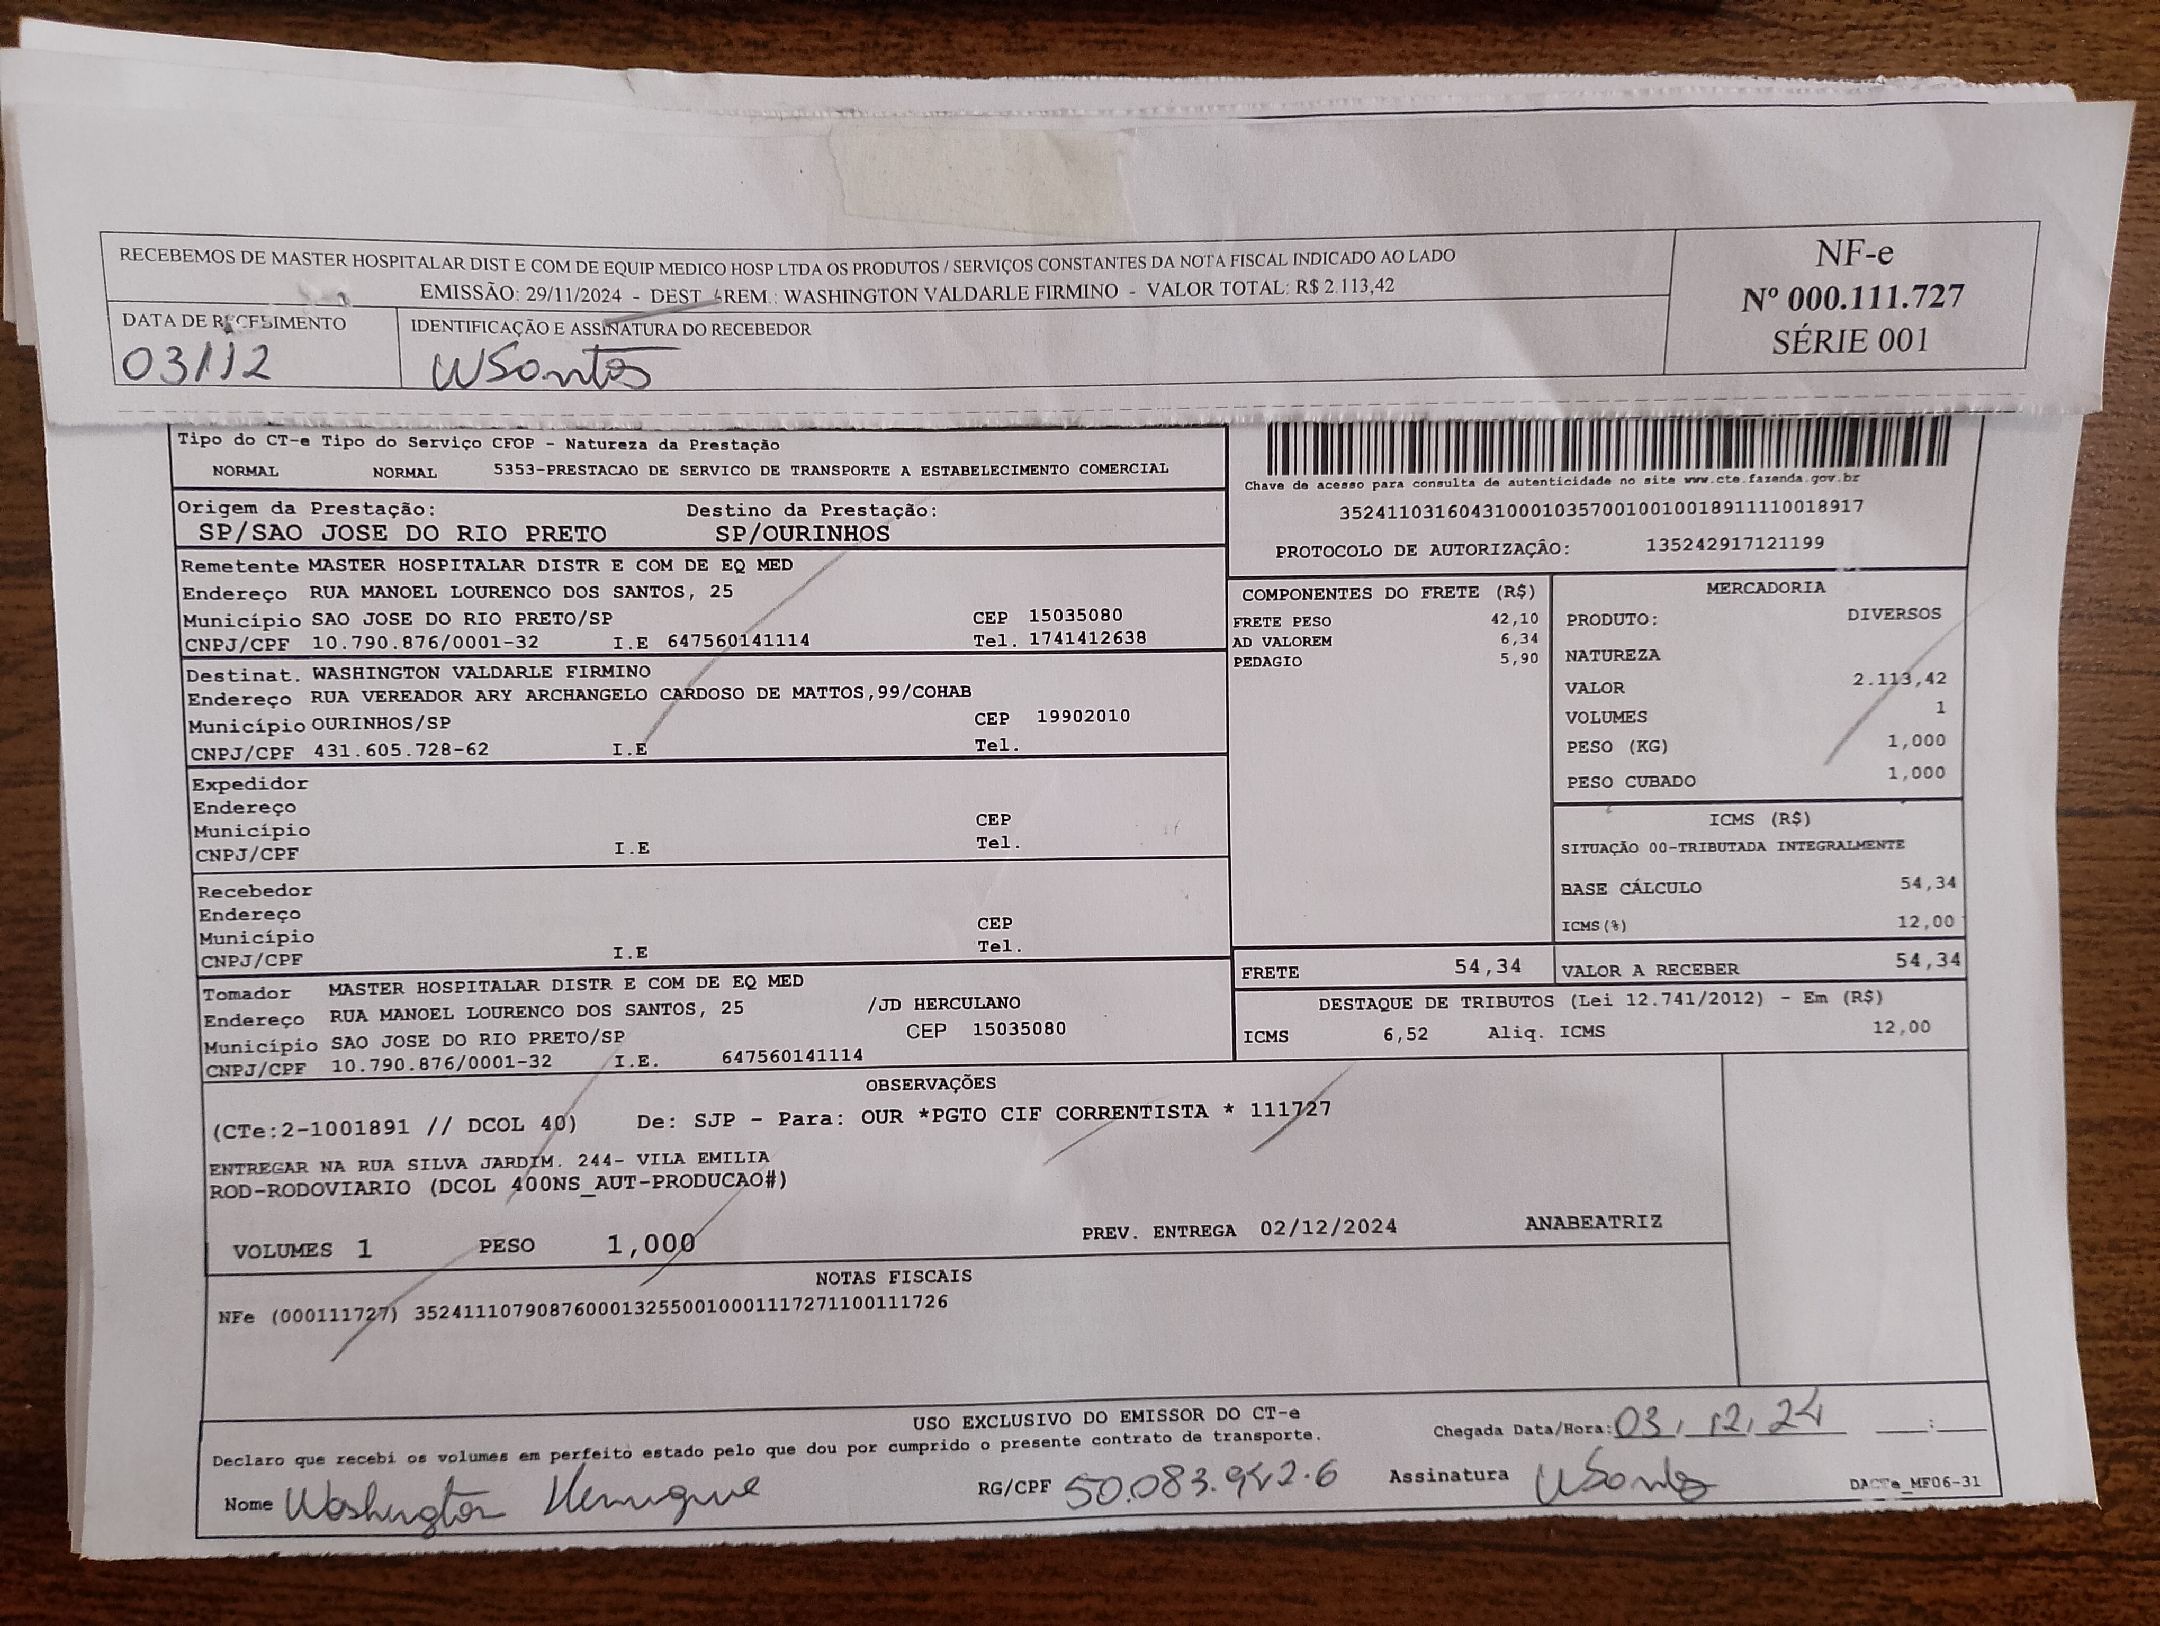 RECEBEMOS DE MASTER HOSPITALAR DIST E COM DE EQUIP MEDICO HOSP LTDA OS PRODUTOS / SERVIÇOS CONSTANTES DA NOTA FISCAL INDICADO AO LADO
EMISSÃO: 29/11/2024 - DEST. / REM.: WASHINGTON VALDARLE FIRMINO - VALOR TOTAL: R$ 2.113,42
NF-e
Nº 000.111.727
SÉRIE 001
DATA DE RECEBIMENTO
03/12
IDENTIFICAÇÃO E ASSINATURA DO RECEBEDOR
WSantos
Tipo do CT-e Tipo do Serviço CFOP - Natureza da Prestação
NORMAL NORMAL 5353-PRESTACAO DE SERVICO DE TRANSPORTE A ESTABELECIMENTO COMERCIAL
Origem da Prestação: Destino da Prestação:
SP/SAO JOSE DO RIO PRETO SP/OURINHOS
Remetente MASTER HOSPITALAR DISTR E COM DE EQ MED
Endereço RUA MANOEL LOURENCO DOS SANTOS, 25
Município SAO JOSE DO RIO PRETO/SP CEP 15035080
CNPJ/CPF 10.790.876/0001-32 I.E 647560141114 Tel. 1741412638
Destinat. WASHINGTON VALDARLE FIRMINO
Endereço RUA VEREADOR ARY ARCHANGELO CARDOSO DE MATTOS,99/COHAB
Município OURINHOS/SP CEP 19902010
CNPJ/CPF 431.605.728-62 I.E Tel.
Expedidor
Endereço
Município CEP
CNPJ/CPF I.E Tel.
Recebedor
Endereço
Município CEP
CNPJ/CPF I.E Tel.
Tomador MASTER HOSPITALAR DISTR E COM DE EQ MED
Endereço RUA MANOEL LOURENCO DOS SANTOS, 25 /JD HERCULANO
Município SAO JOSE DO RIO PRETO/SP CEP 15035080
CNPJ/CPF 10.790.876/0001-32 I.E. 647560141114
Chave de acesso para consulta de autenticidade no site www.cte.fazenda.gov.br
35241103160431000103570010010018911110018917
PROTOCOLO DE AUTORIZAÇÃO: 135242917121199
COMPONENTES DO FRETE (R$)
FRETE PESO 42,10
AD VALOREM 6,34
PEDAGIO 5,90
MERCADORIA
PRODUTO: DIVERSOS
NATUREZA
VALOR 2.113,42
VOLUMES 1
PESO (KG) 1,000
PESO CUBADO 1,000
ICMS (R$)
SITUAÇÃO 00-TRIBUTADA INTEGRALMENTE
BASE CÁLCULO 54,34
ICMS(%) 12,00
FRETE 54,34 VALOR A RECEBER 54,34
DESTAQUE DE TRIBUTOS (Lei 12.741/2012) - Em (R$)
ICMS 6,52 Aliq. ICMS 12,00
OBSERVAÇÕES
(CTe:2-1001891 // DCOL 40) De: SJP - Para: OUR *PGTO CIF CORRENTISTA * 111727
ENTREGAR NA RUA SILVA JARDIM. 244- VILA EMILIA
ROD-RODOVIARIO (DCOL 400NS_AUT-PRODUCAO#)
VOLUMES 1 PESO 1,000 PREV. ENTREGA 02/12/2024 ANABEATRIZ
NOTAS FISCAIS
NFe (000111727) 35241110790876000132550010001117271100111726
USO EXCLUSIVO DO EMISSOR DO CT-e
Declaro que recebi os volumes em perfeito estado pelo que dou por cumprido o presente contrato de transporte.
Chegada Data/Hora: 03/12/24 __:__
Nome Washington Henrique RG/CPF 50.083.942-6 Assinatura WSantos DACTe_MF06-31